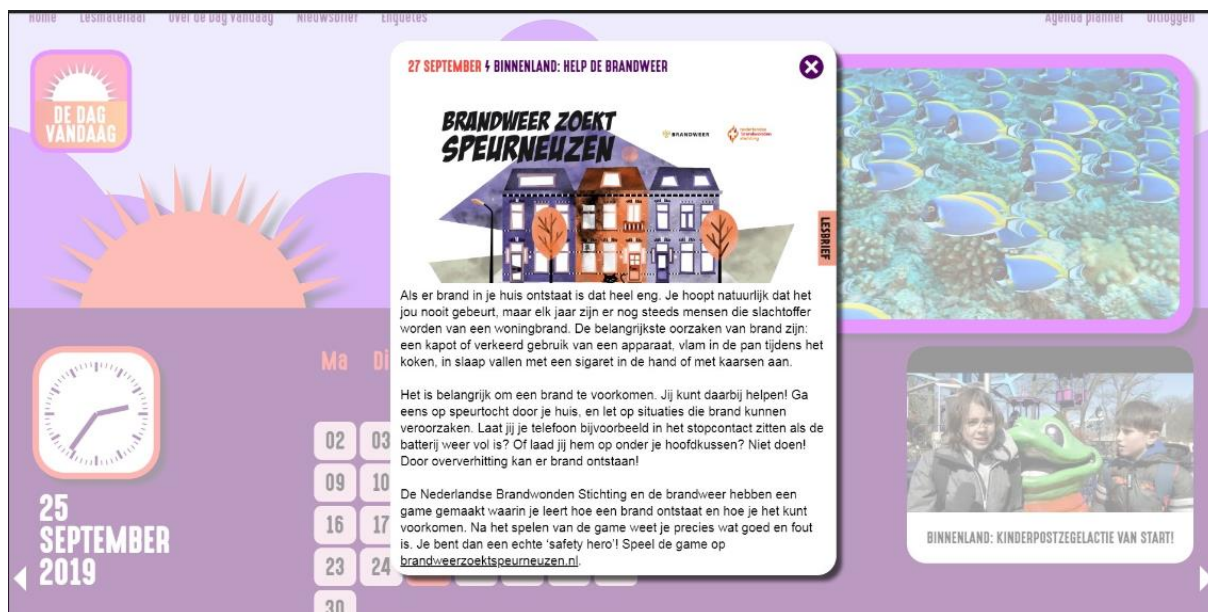 Home Lesmateriaal Over de Dag Vandaag Nieuwsbrief Enquetes Agenda planner Uitloggen
DE DAG
VANDAAG
27 SEPTEMBER BINNENLAND: HELP DE BRANDWEER
BRANDWEER ZOEKT
SPEURNEUZEN
BRANDWEER
nederlandse
brandwonden
stichting
LESBRIEF
Als er brand in je huis ontstaat is dat heel eng. Je hoopt natuurlijk dat het
jou nooit gebeurt, maar elk jaar zijn er nog steeds mensen die slachtoffer
worden van een woningbrand. De belangrijkste oorzaken van brand zijn:
een kapot of verkeerd gebruik van een apparaat, vlam in de pan tijdens het
koken, in slaap vallen met een sigaret in de hand of met kaarsen aan.
Het is belangrijk om een brand te voorkomen. Jij kunt daarbij helpen! Ga
eens op speurtocht door je huis, en let op situaties die brand kunnen
veroorzaken. Laat jij je telefoon bijvoorbeeld in het stopcontact zitten als de
batterij weer vol is? Of laad jij hem op onder je hoofdkussen? Niet doen!
Door oververhitting kan er brand ontstaan!
De Nederlandse Brandwonden Stichting en de brandweer hebben een
game gemaakt waarin je leert hoe een brand ontstaat en hoe je het kunt
voorkomen. Na het spelen van de game weet je precies wat goed en fout
is. Je bent dan een echte ‘safety hero’! Speel de game op
brandweerzoektspeurneuzen.nl.
25
SEPTEMBER
2019
Ma Di
02 03
09 10
16 17
23 24
30
BINNENLAND: KINDERPOSTZEGELACTIE VAN START!